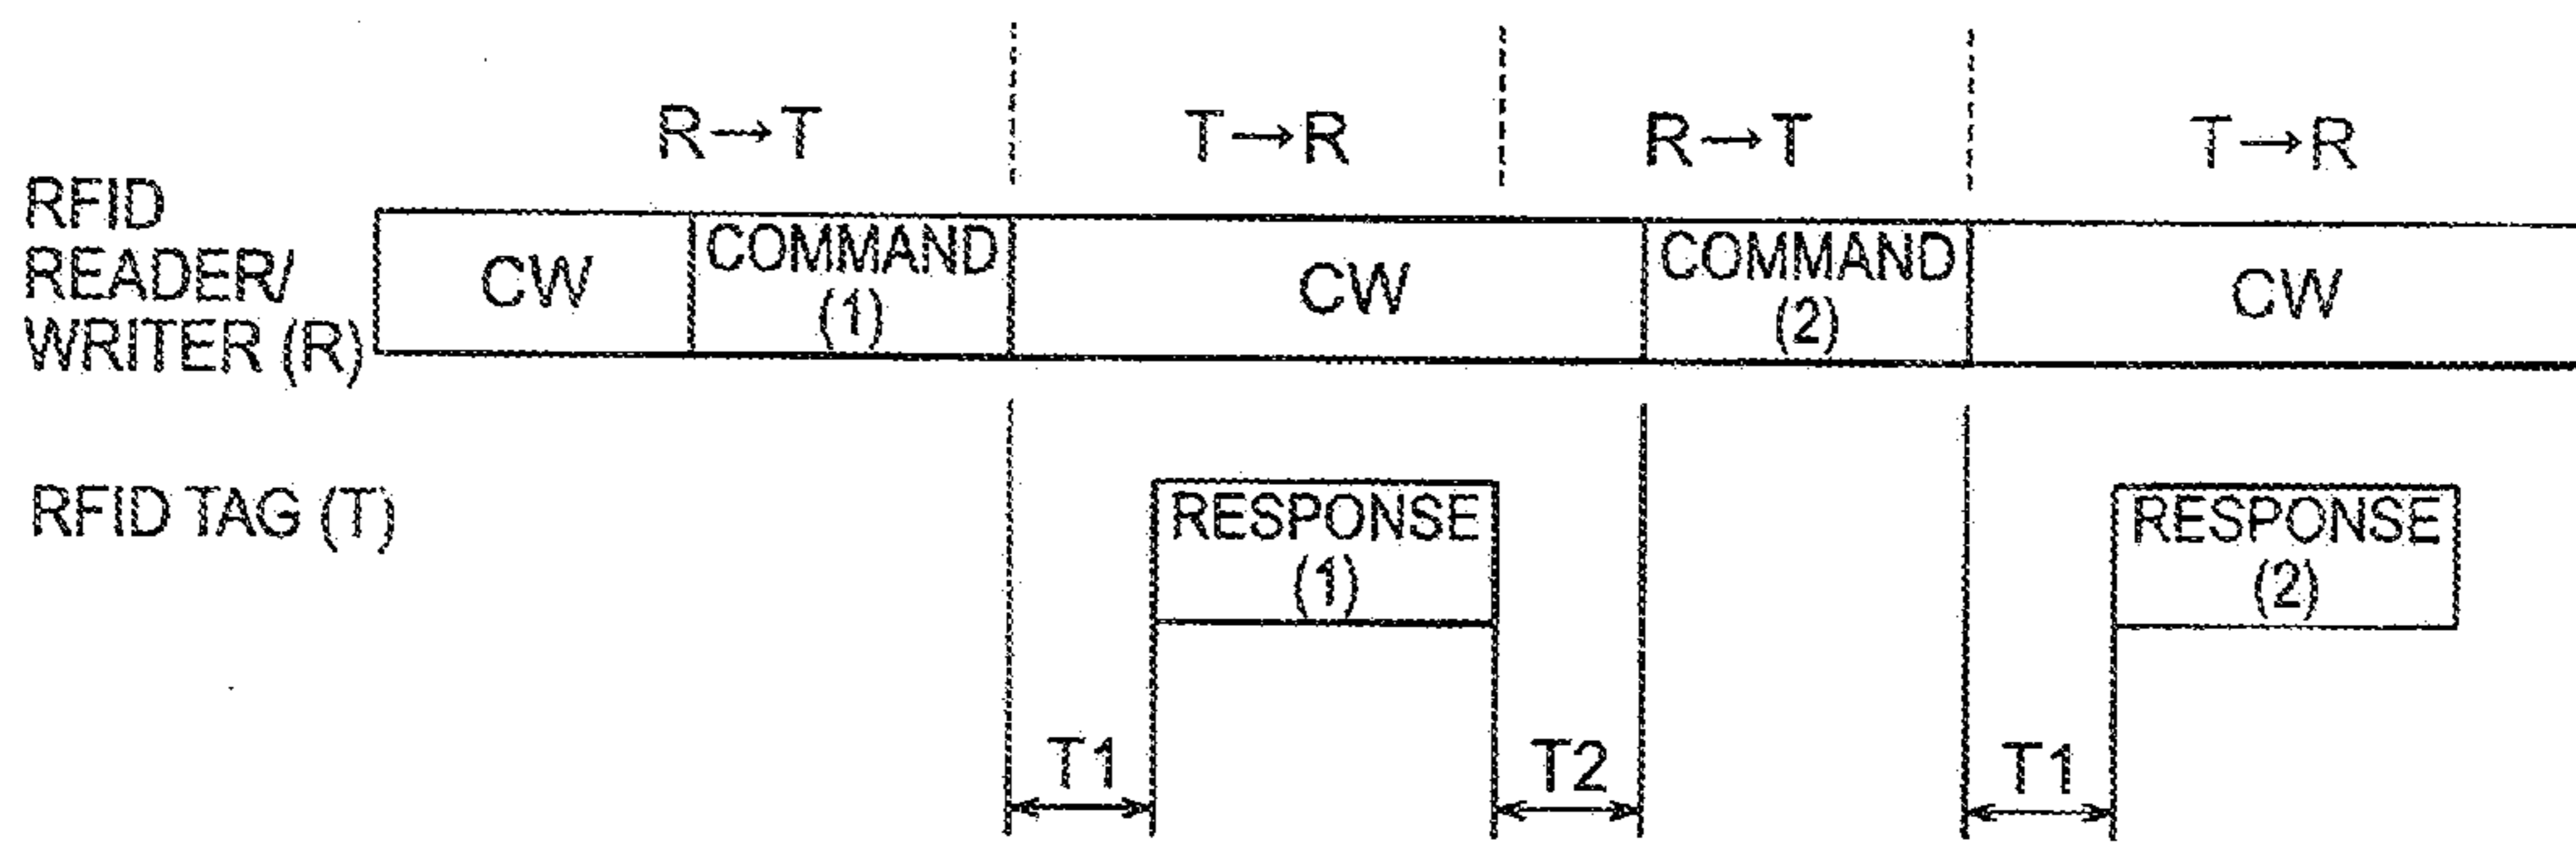 R→T T→R R→T T→R
RFID
READER/
WRITER (R)
CW
COMMAND
(1)
CW
COMMAND
(2)
CW
RFID TAG (T)
RESPONSE
(1)
RESPONSE
(2)
T1
T2
T1